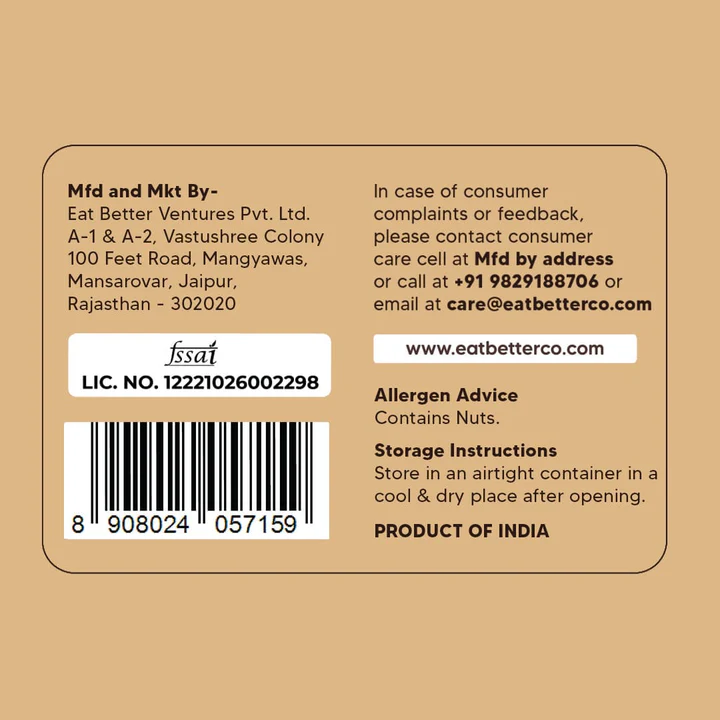 Mfd and Mkt By-
Eat Better Ventures Pvt. Ltd.
A-1 & A-2, Vastushree Colony
100 Feet Road, Mangyawas,
Mansarovar, Jaipur,
Rajasthan - 302020
fssai
LIC. NO. 12221026002298
8 908024 057159
In case of consumer
complaints or feedback,
please contact consumer
care cell at Mfd by address
or call at +91 9829188706 or
email at care@eatbetterco.com
www.eatbetterco.com
Allergen Advice
Contains Nuts.
Storage Instructions
Store in an airtight container in a
cool & dry place after opening.
PRODUCT OF INDIA